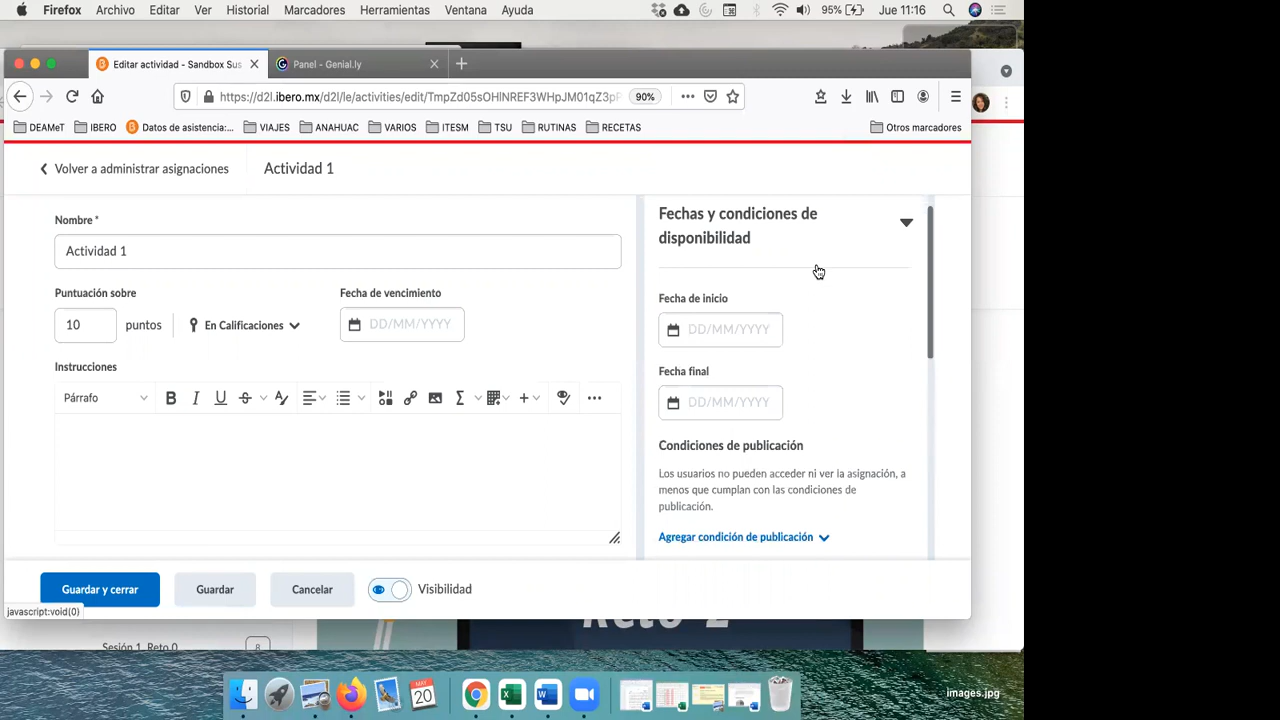 Firefox Archivo Editar Ver Historial Marcadores Herramientas Ventana Ayuda 95% Jue 11:16
Editar actividad - Sandbox Sus Panel - Genial.ly
https://d2l.ibero.mx/d2l/le/activities/edit/TmpZd05sOHlNREF3WHpJM01qZ3pP 90%
DEAMeT IBERO Datos de asistencia:... VIAJES ANAHUAC VARIOS ITESM TSU RUTINAS RECETAS Otros marcadores
Volver a administrar asignaciones Actividad 1
Nombre *
Actividad 1
Puntuación sobre Fecha de vencimiento
10 puntos En Calificaciones DD/MM/YYYY
Instrucciones
Párrafo
Fechas y condiciones de
disponibilidad
Fecha de inicio
DD/MM/YYYY
Fecha final
DD/MM/YYYY
Condiciones de publicación
Los usuarios no pueden acceder ni ver la asignación, a
menos que cumplan con las condiciones de
publicación.
Agregar condición de publicación
Guardar y cerrar Guardar Cancelar Visibilidad
javascript:void(0)
Sesión 1. Reto 0 8
Reto 2
MAY
20
images.jpg